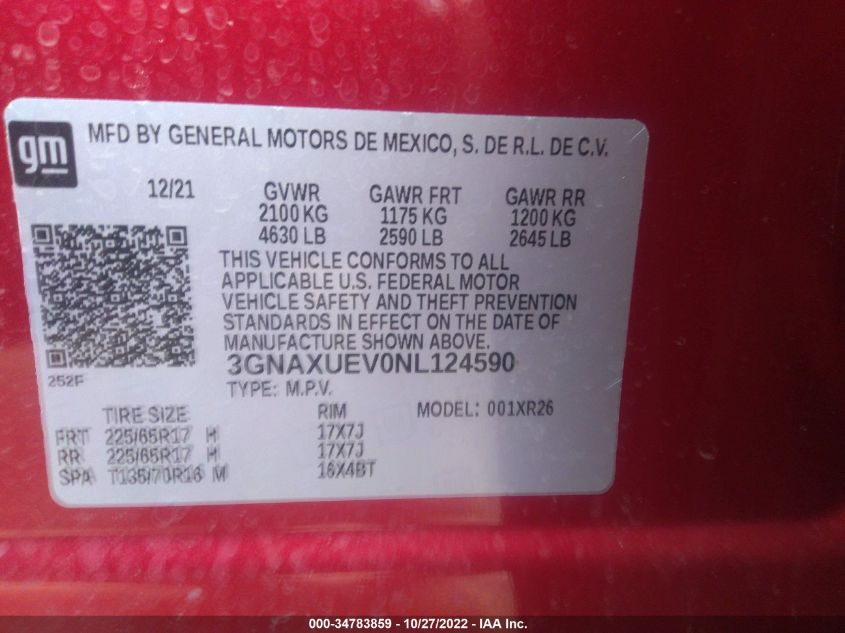 gm
MFD BY GENERAL MOTORS DE MEXICO, S. DE R.L. DE C.V.
12/21 GVWR GAWR FRT GAWR RR
2100 KG 1175 KG 1200 KG
4630 LB 2590 LB 2645 LB
THIS VEHICLE CONFORMS TO ALL
APPLICABLE U.S. FEDERAL MOTOR
VEHICLE SAFETY AND THEFT PREVENTION
STANDARDS IN EFFECT ON THE DATE OF
MANUFACTURE SHOWN ABOVE.
3GNAXUEV0NL124590
252F
TYPE: M.P.V.
TIRE SIZE RIM MODEL: 001XR26
FRT 225/65R17 H 17X7J
RR 225/65R17 H 17X7J
SPA T135/70R16 M 16X4BT
000-34783859 - 10/27/2022 - IAA Inc.